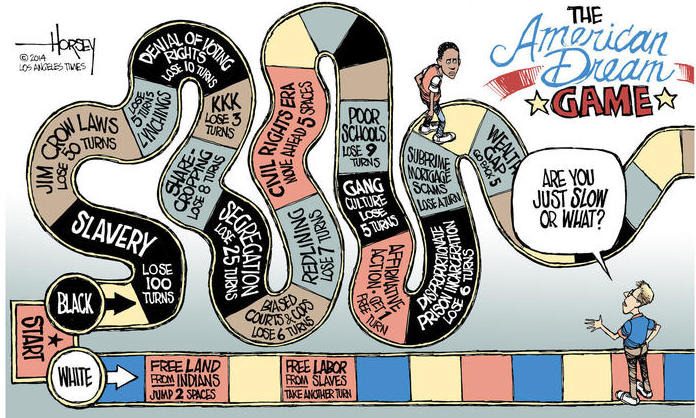 HORSEY
© 2014
LOS ANGELES TIMES
THE
American
Dream
GAME
START
BLACK
SLAVERY
LOSE
100
TURNS
JIM CROW LAWS
LOSE 50 TURNS
LYNCHINGS
LOSE
5 TURNS
DENIAL OF VOTING
RIGHTS
LOSE 10 TURNS
KKK
LOSE 3
TURNS
SHARE-
CROPPING
LOSE 8 TURNS
SEGREGATION
LOSE 25
TURNS
BIASED
COURTS & COPS
LOSE 6 TURNS
REDLINING
LOSE 7 TURNS
CIVIL RIGHTS ERA
MOVE AHEAD 5 SPACES
POOR
SCHOOLS
LOSE 9
TURNS
GANG
CULTURE
LOSE
5 TURNS
AFFIRMATIVE
ACTION • GET 1
FREE TURN
DISPROPORTIONATE
PRISON INCARCERATION
LOSE 6 TURNS
SUBPRIME
MORTGAGE
SCAMS
LOSE A TURN
WEALTH
GAP
GO BACK 5
ARE YOU
JUST SLOW
OR WHAT?
WHITE
FREE LAND
FROM INDIANS
JUMP 2 SPACES
FREE LABOR
FROM SLAVES
TAKE ANOTHER TURN